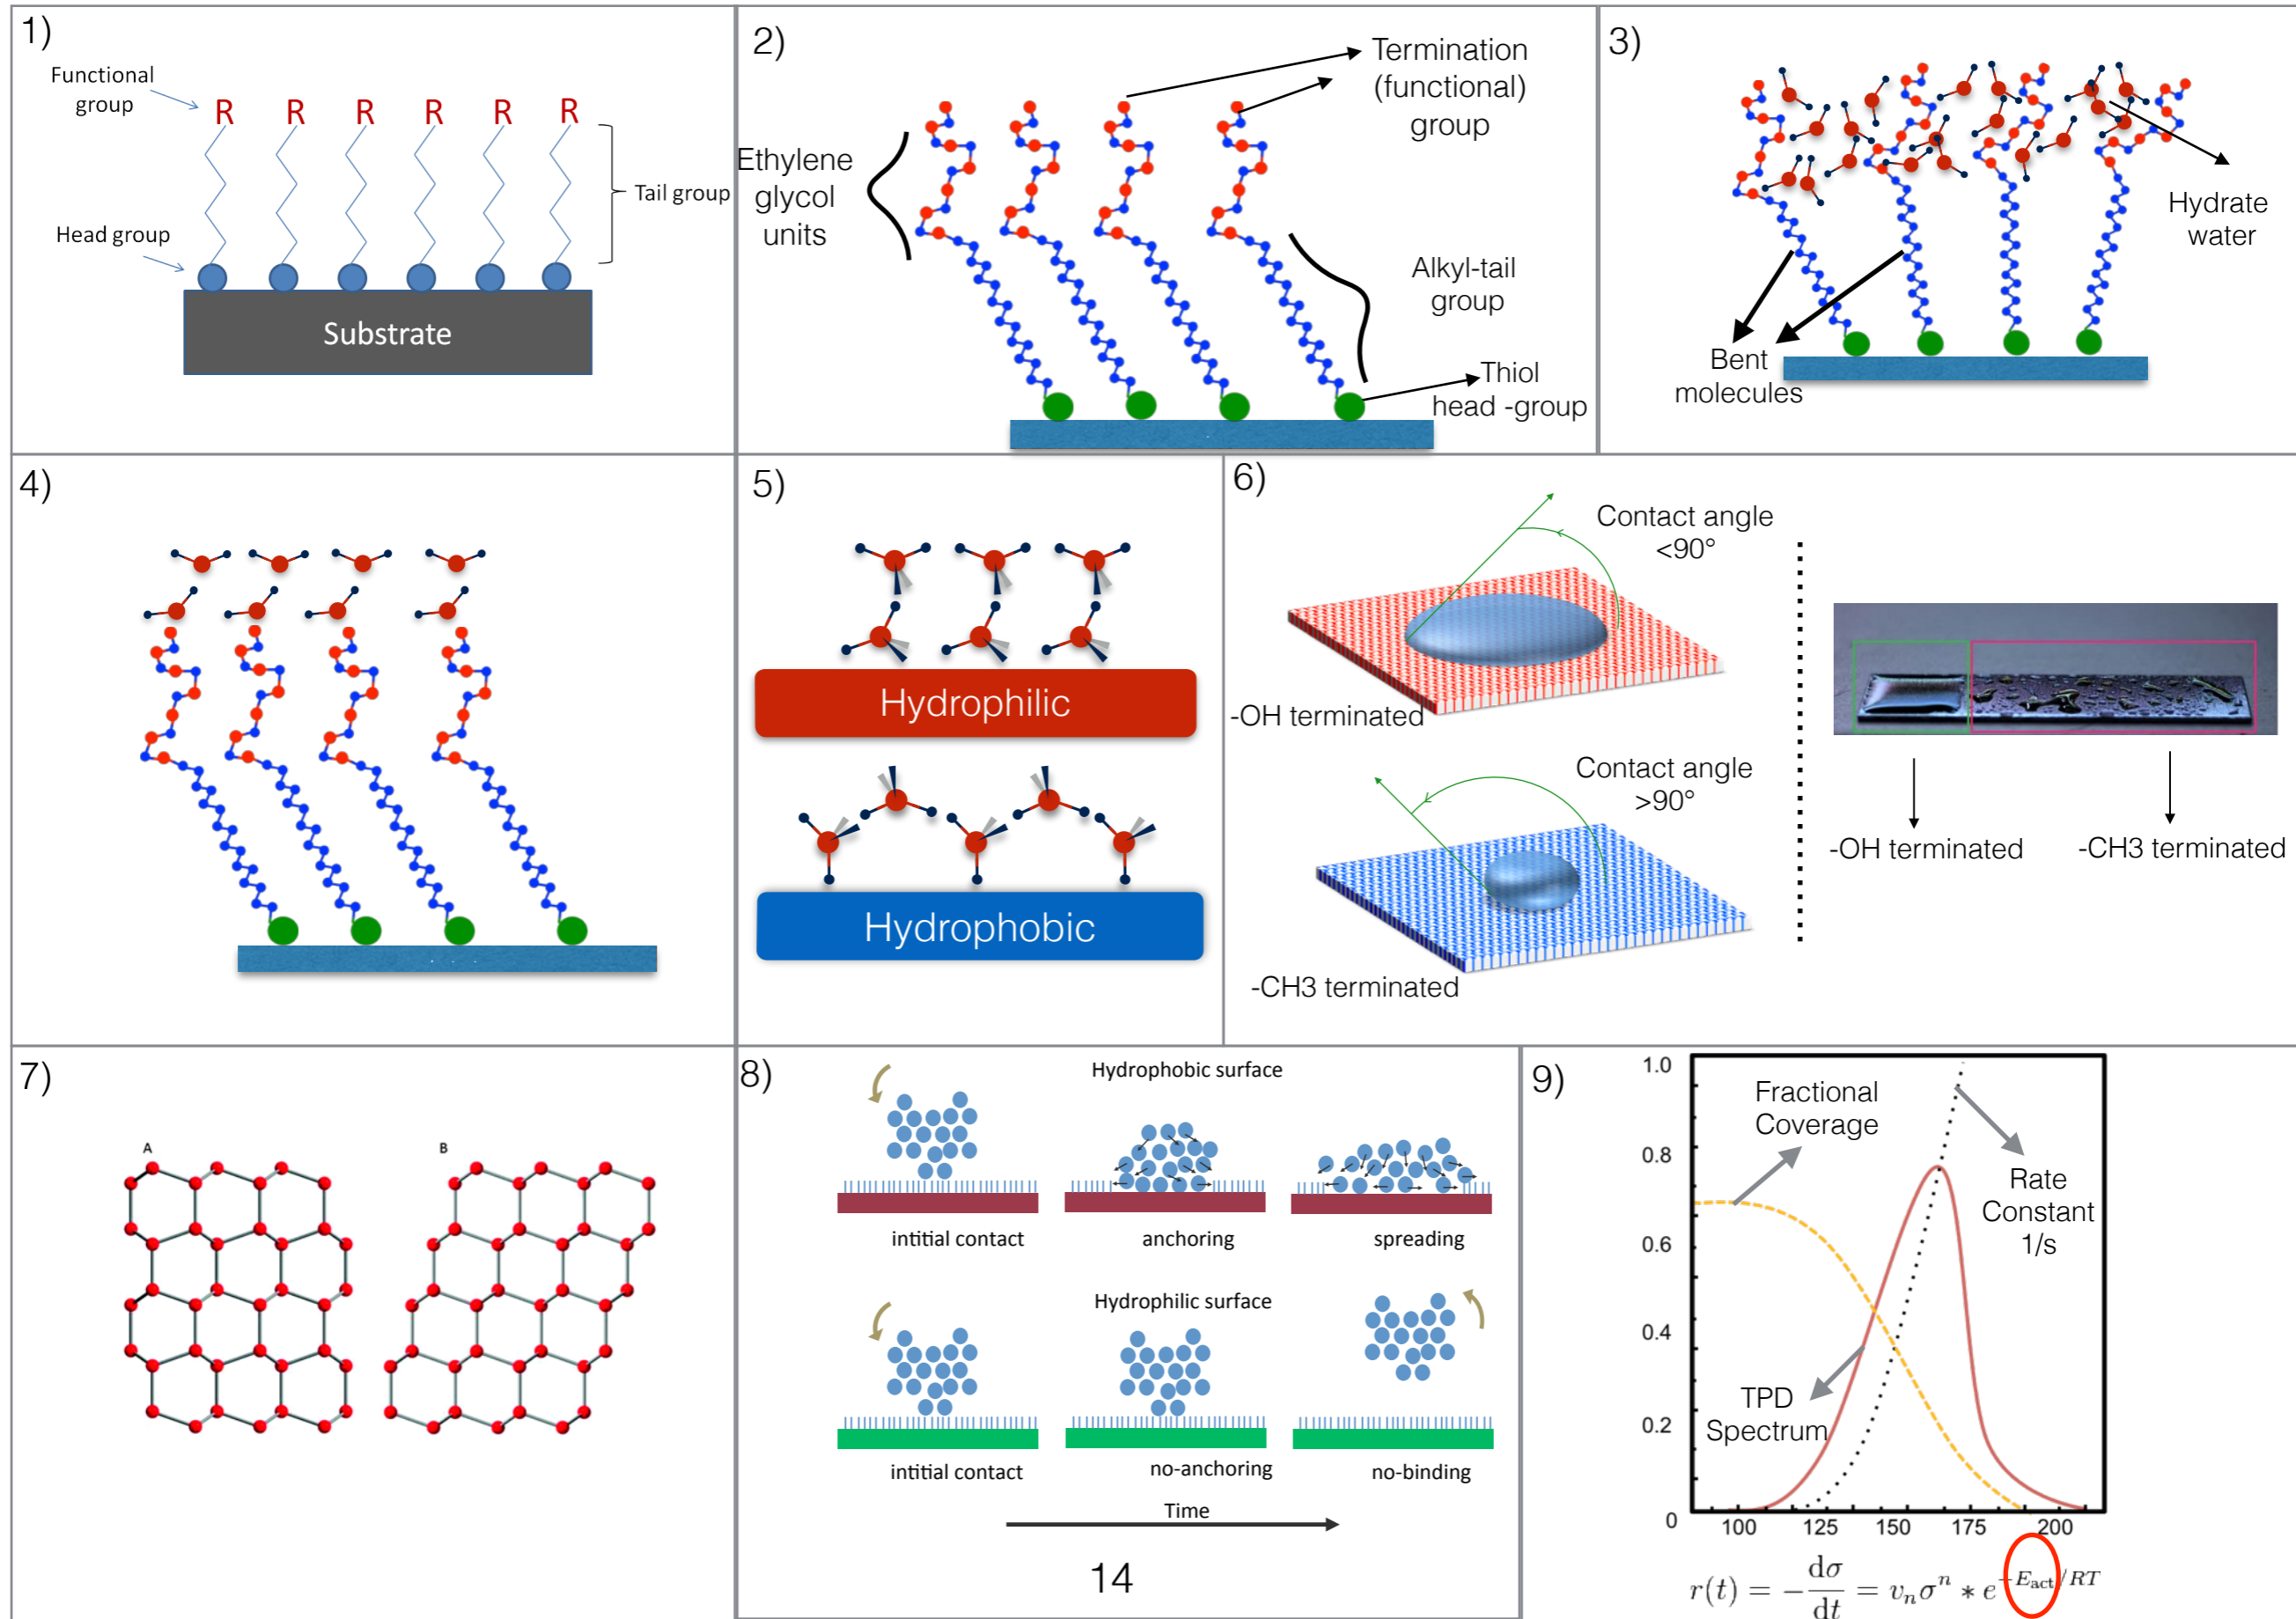 1)
Functional
group
R R R R R R
Tail group
Head group
Substrate
2)
Termination
(functional)
group
Ethylene
glycol
units
Alkyl-tail
group
Thiol
head -group
3)
Hydrate
water
Bent
molecules
4)
5)
Hydrophilic
Hydrophobic
6)
Contact angle
<90°
-OH terminated
Contact angle
>90°
-CH3 terminated
-OH terminated
-CH3 terminated
7)
A
B
8)
Hydrophobic surface
intitial contact
anchoring
spreading
Hydrophilic surface
intitial contact
no-anchoring
no-binding
Time
14
9)
1.0
0.8
0.6
0.4
0.2
0
Fractional
Coverage
Rate
Constant
1/s
TPD
Spectrum
100 125 150 175 200
r(t) = -dσ/dt = v_n σ^n * e^{-E_act/RT}